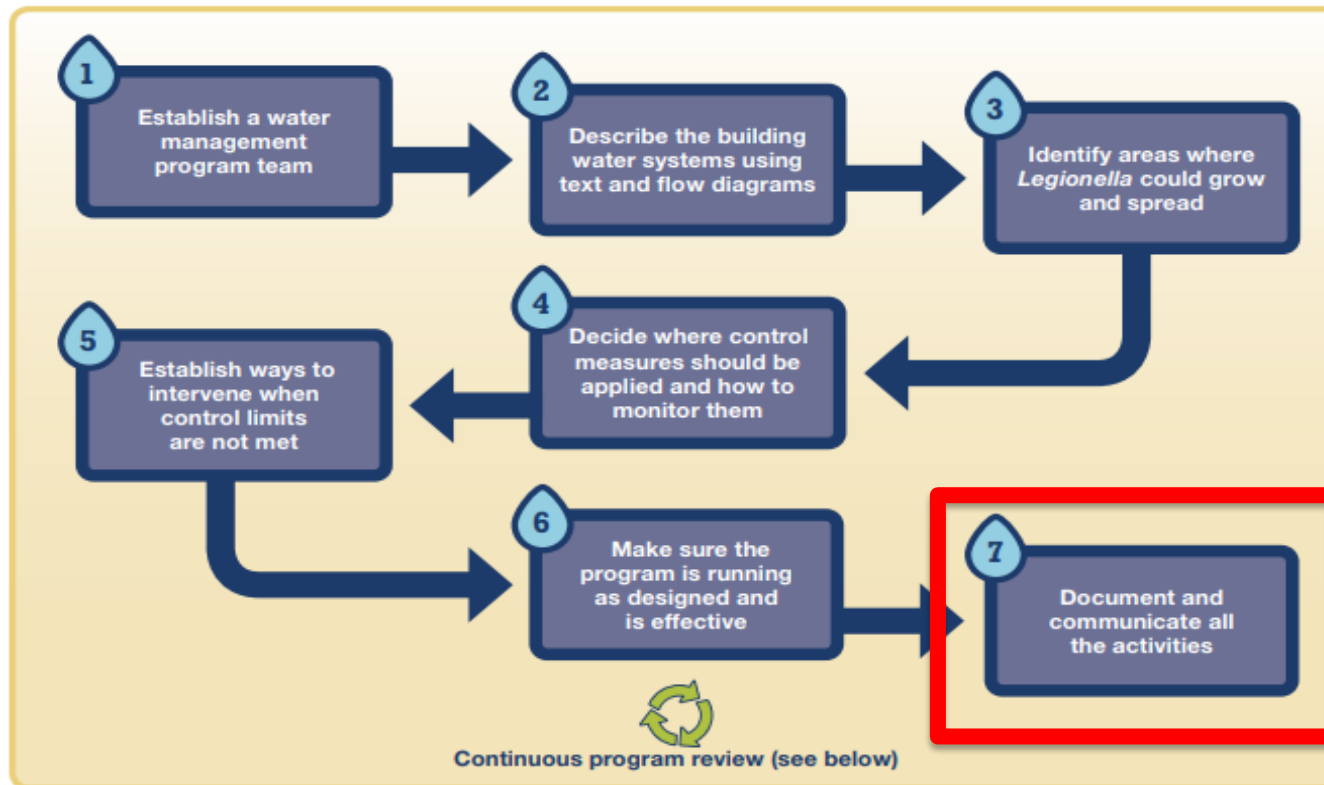 1
Establish a water
management
program team
2
Describe the building
water systems using
text and flow diagrams
3
Identify areas where
Legionella could grow
and spread
4
Decide where control
measures should be
applied and how to
monitor them
5
Establish ways to
intervene when
control limits
are not met
6
Make sure the
program is running
as designed and
is effective
7
Document and
communicate all
the activities
Continuous program review (see below)